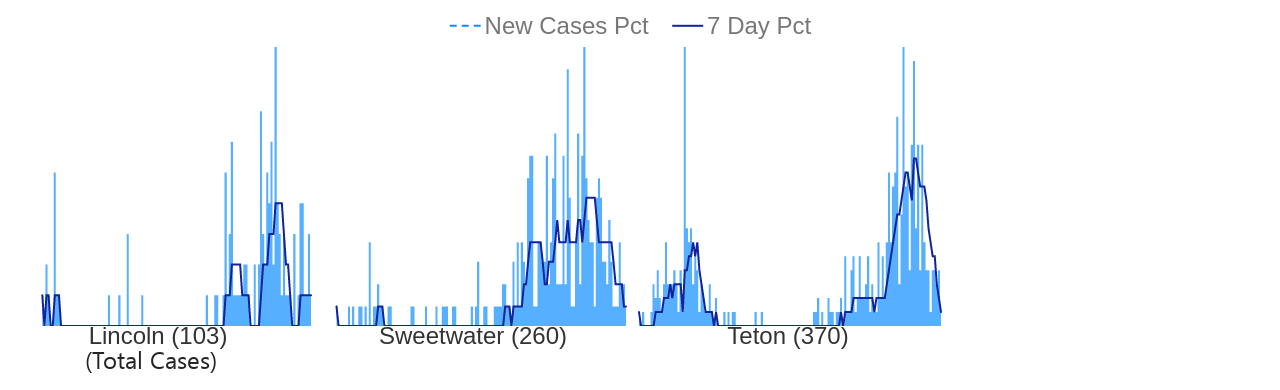 New Cases Pct 7 Day Pct
Lincoln (103) Sweetwater (260) Teton (370)
(Total Cases)